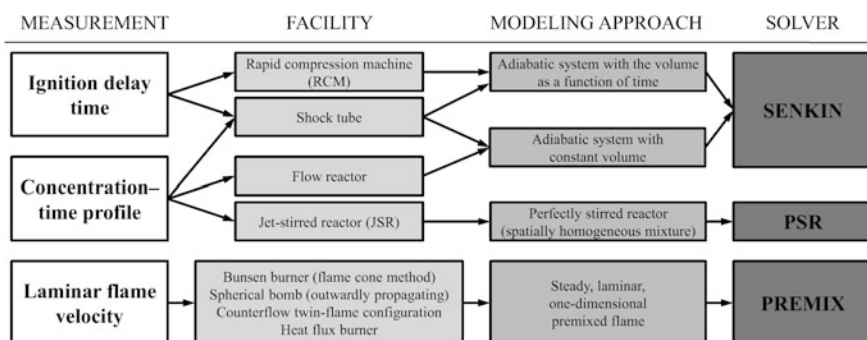 MEASUREMENT
FACILITY
MODELING APPROACH
SOLVER
Ignition delay
time
Rapid compression machine
(RCM)
Adiabatic system with the volume
as a function of time
SENKIN
Shock tube
Adiabatic system with
constant volume
Concentration–
time profile
Flow reactor
Jet-stirred reactor (JSR)
Perfectly stirred reactor
(spatially homogeneous mixture)
PSR
Laminar flame
velocity
Bunsen burner (flame cone method)
Spherical bomb (outwardly propagating)
Counterflow twin-flame configuration
Heat flux burner
Steady, laminar,
one-dimensional
premixed flame
PREMIX